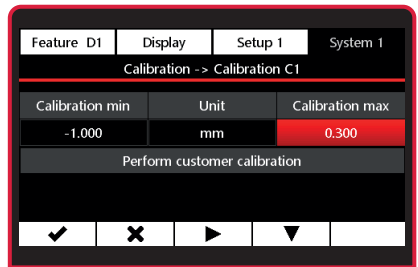 Feature D1 Display Setup 1 System 1
Calibration -> Calibration C1
Calibration min Unit Calibration max
-1.000 mm 0.300
Perform customer calibration